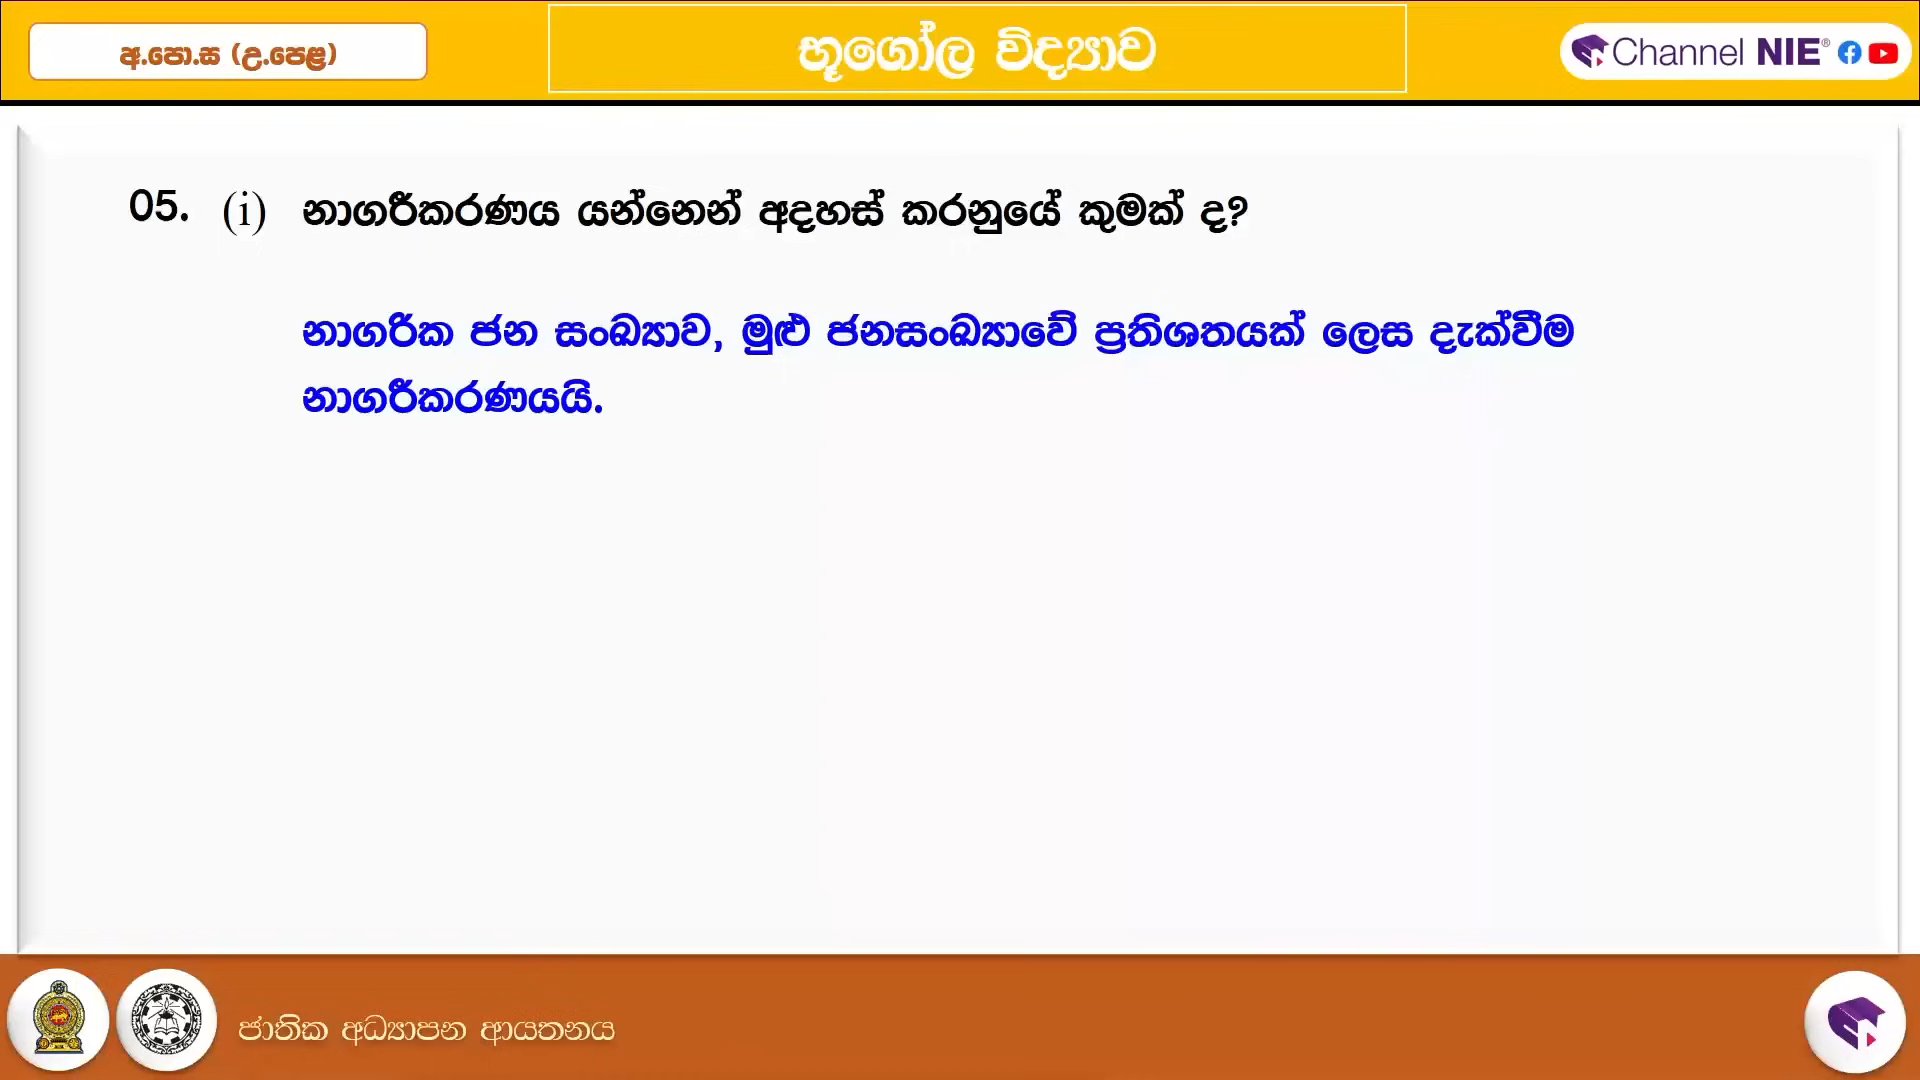 අ.පො.ස (උ.පෙළ)
භූගෝල විද්‍යාව
Channel NIE®
05. (i) නාගරීකරණය යන්නෙන් අදහස් කරනුයේ කුමක් ද?
නාගරික ජන සංඛ්‍යාව, මුළු ජනසංඛ්‍යාවේ ප්‍රතිශතයක් ලෙස දැක්වීම
නාගරීකරණයයි.
ජාතික අධ්‍යාපන ආයතනය